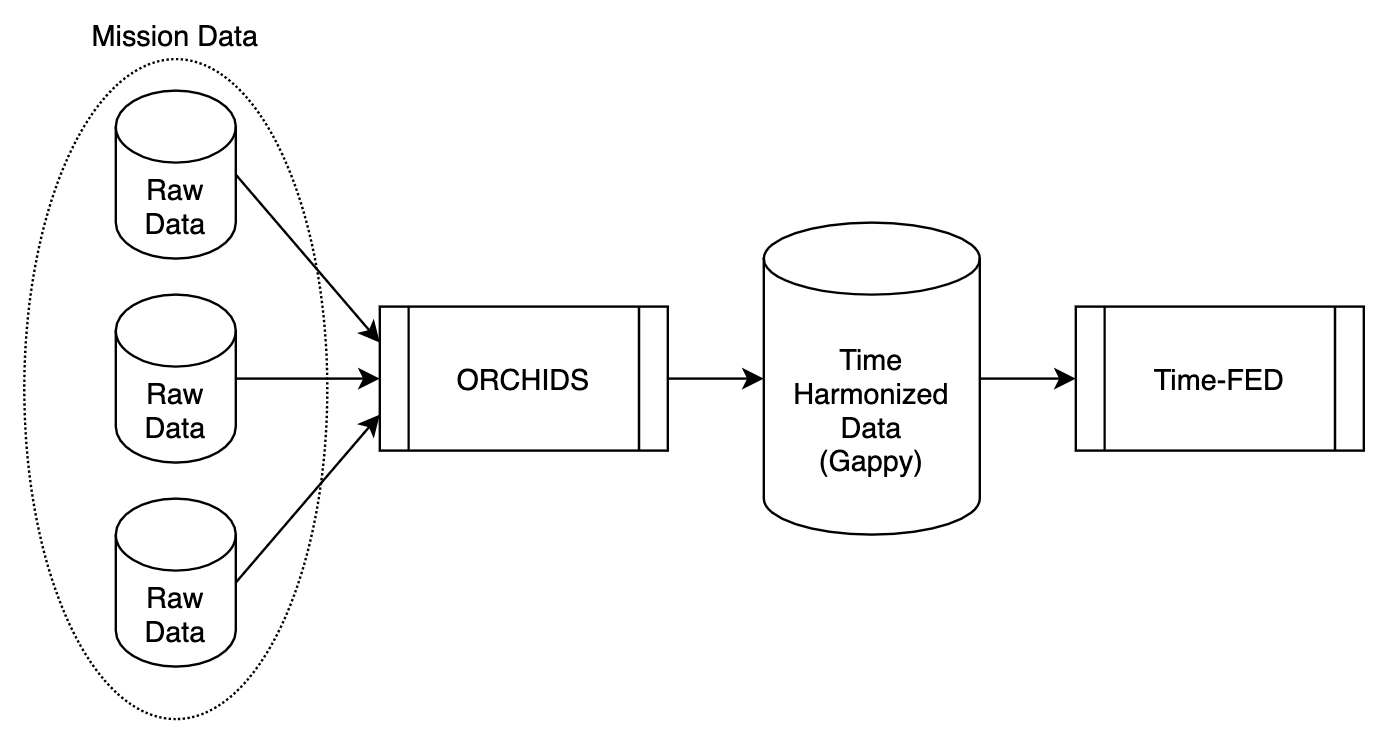 Mission Data
Raw
Data
Raw
Data
Raw
Data
ORCHIDS
Time
Harmonized
Data
(Gappy)
Time-FED